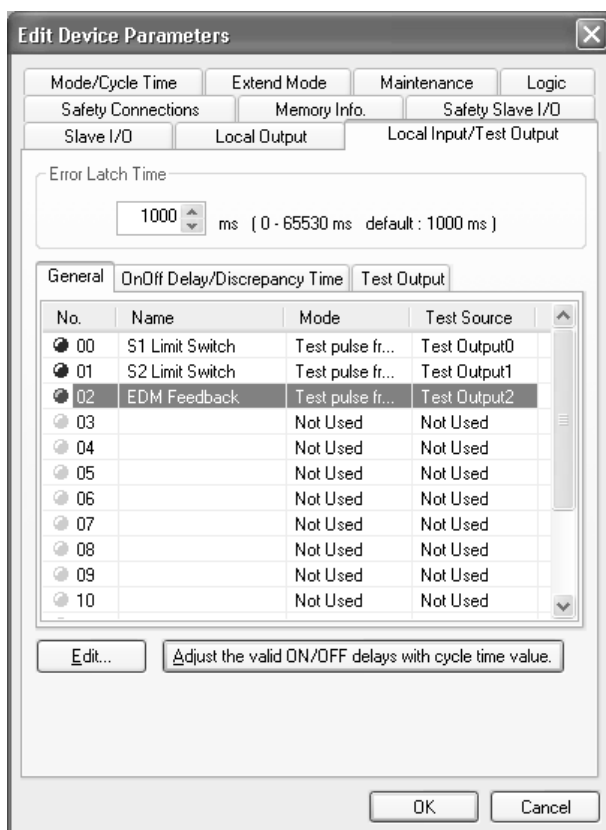 Edit Device Parameters
Mode/Cycle Time Extend Mode Maintenance Logic
Safety Connections Memory Info. Safety Slave I/O
Slave I/O Local Output Local Input/Test Output
Error Latch Time
1000 ms ( 0 - 65530 ms default : 1000 ms )
General OnOff Delay/Discrepancy Time Test Output
No. Name Mode Test Source
00 S1 Limit Switch Test pulse fr... Test Output0
01 S2 Limit Switch Test pulse fr... Test Output1
02 EDM Feedback Test pulse fr... Test Output2
03 Not Used Not Used
04 Not Used Not Used
05 Not Used Not Used
06 Not Used Not Used
07 Not Used Not Used
08 Not Used Not Used
09 Not Used Not Used
10 Not Used Not Used
Edit... Adjust the valid ON/OFF delays with cycle time value.
OK Cancel